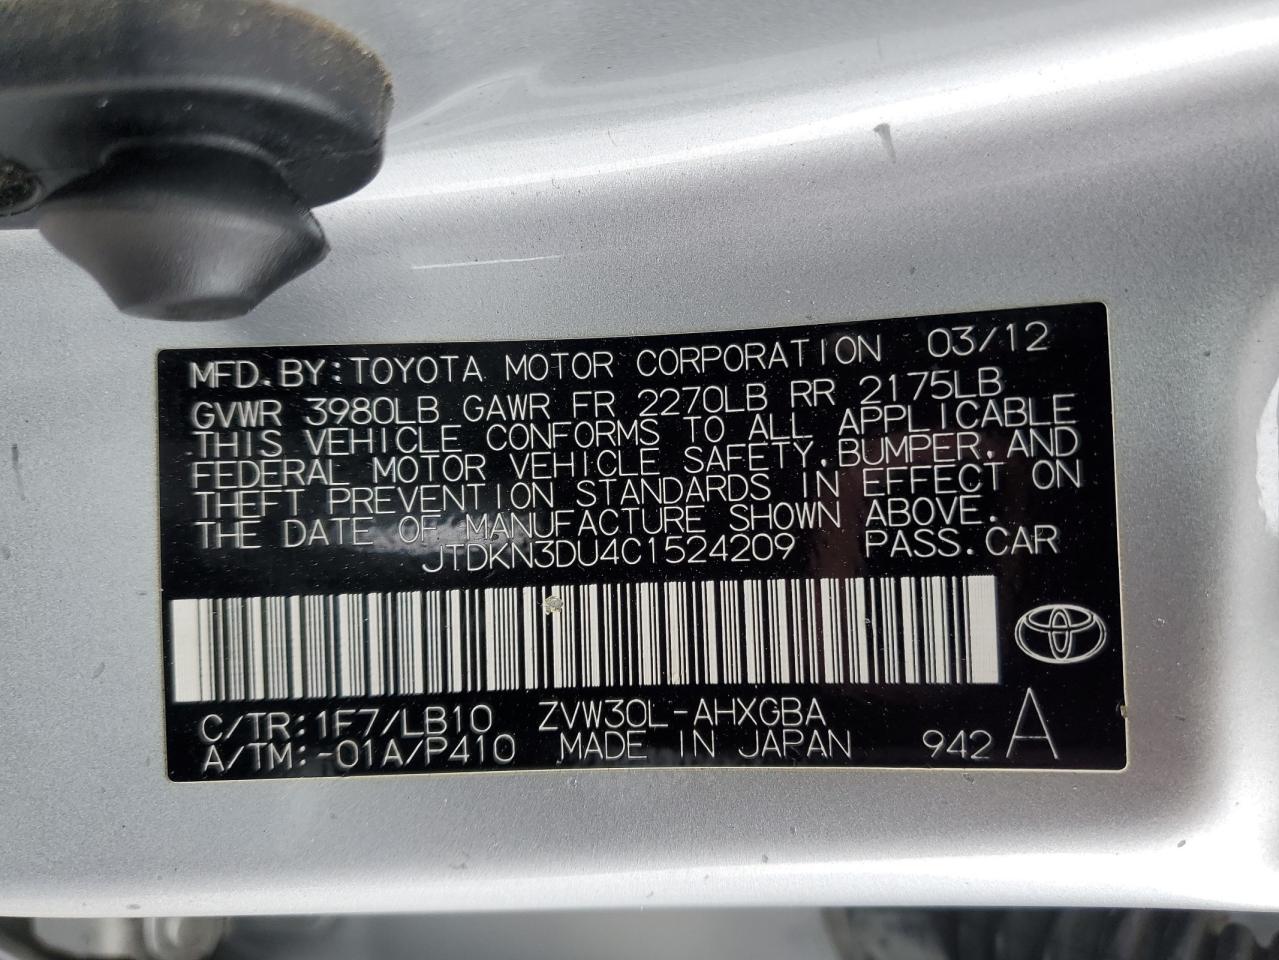 MFD.BY:TOYOTA MOTOR CORPORATION 03/12
GVWR 3980LB GAWR FR 2270LB RR 2175LB
THIS VEHICLE CONFORMS TO ALL APPLICABLE
FEDERAL MOTOR VEHICLE SAFETY,BUMPER,AND
THEFT PREVENTION STANDARDS IN EFFECT ON
THE DATE OF MANUFACTURE SHOWN ABOVE.
JTDKN3DU4C1524209 PASS.CAR
C/TR:1F7/LB10 ZVW30L-AHXGBA
A/TM:-01A/P410 MADE IN JAPAN 942 A